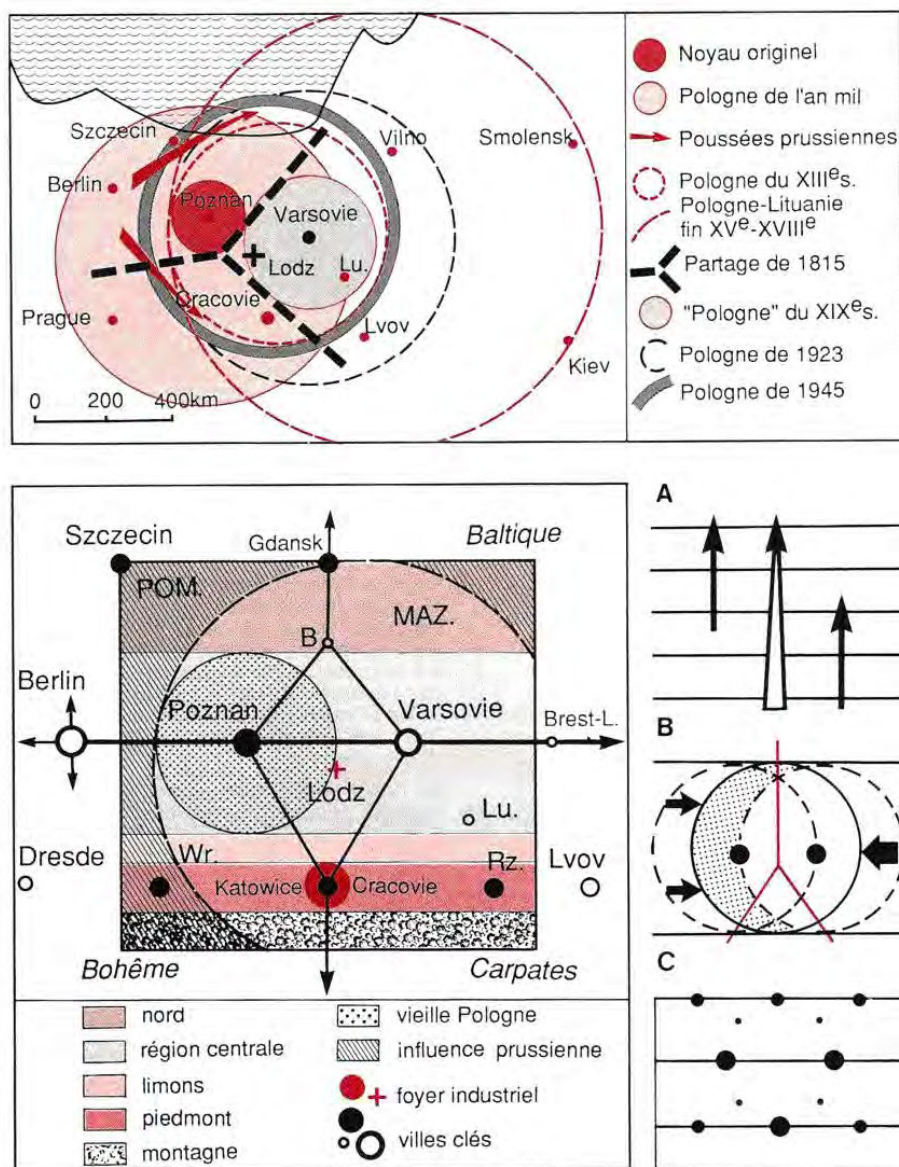 Szczecin
Vilno
Smolensk
Berlin
Poznan
Varsovie
Lodz
Lu.
Cracovie
Prague
Lvov
Kiev
0 200 400km
Noyau originel
Pologne de l'an mil
Poussées prussiennes
Pologne du XIIIe s.
Pologne-Lituanie
fin XVe-XVIIIe
Partage de 1815
"Pologne" du XIXe s.
Pologne de 1923
Pologne de 1945
Szczecin
Gdansk
Baltique
POM.
MAZ.
B
Berlin
Poznan
Varsovie
Brest-L.
Lodz
Lu.
Dresde
Wr.
Rz.
Lvov
Katowice
Cracovie
Bohême
Carpates
nord
région centrale
limons
piedmont
montagne
vieille Pologne
influence prussienne
foyer industriel
villes clés
A
B
C